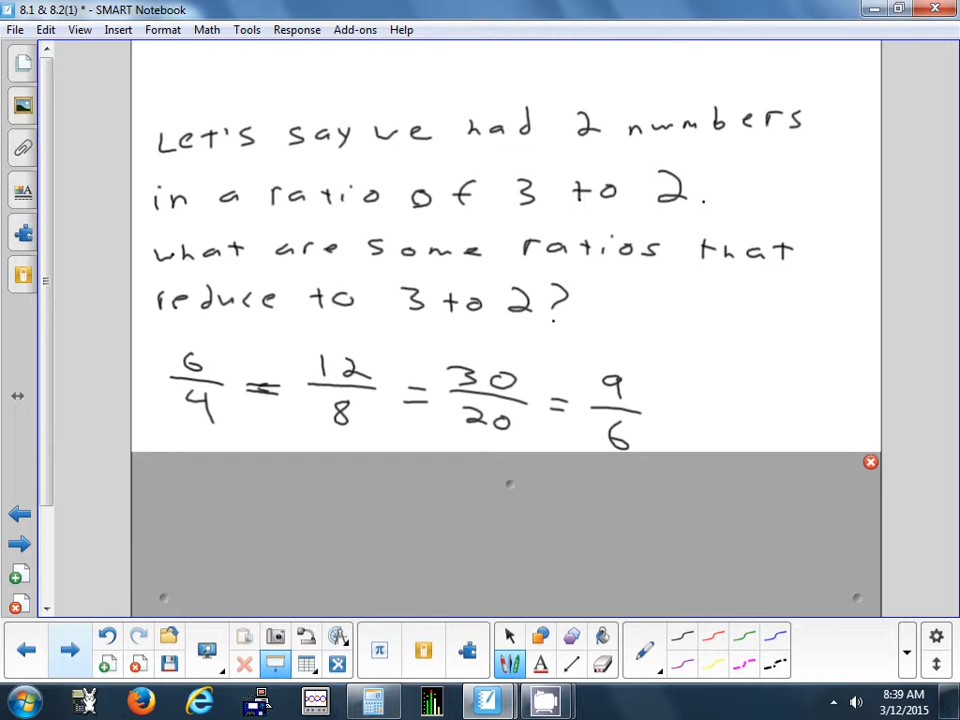 8.1 & 8.2(1) * - SMART Notebook
File Edit View Insert Format Math Tools Response Add-ons Help
Let's say we had 2 numbers
in a ratio of 3 to 2.
what are some ratios that
reduce to 3 to 2?
6/4 = 12/8 = 30/20 = 9/6
8:39 AM
3/12/2015